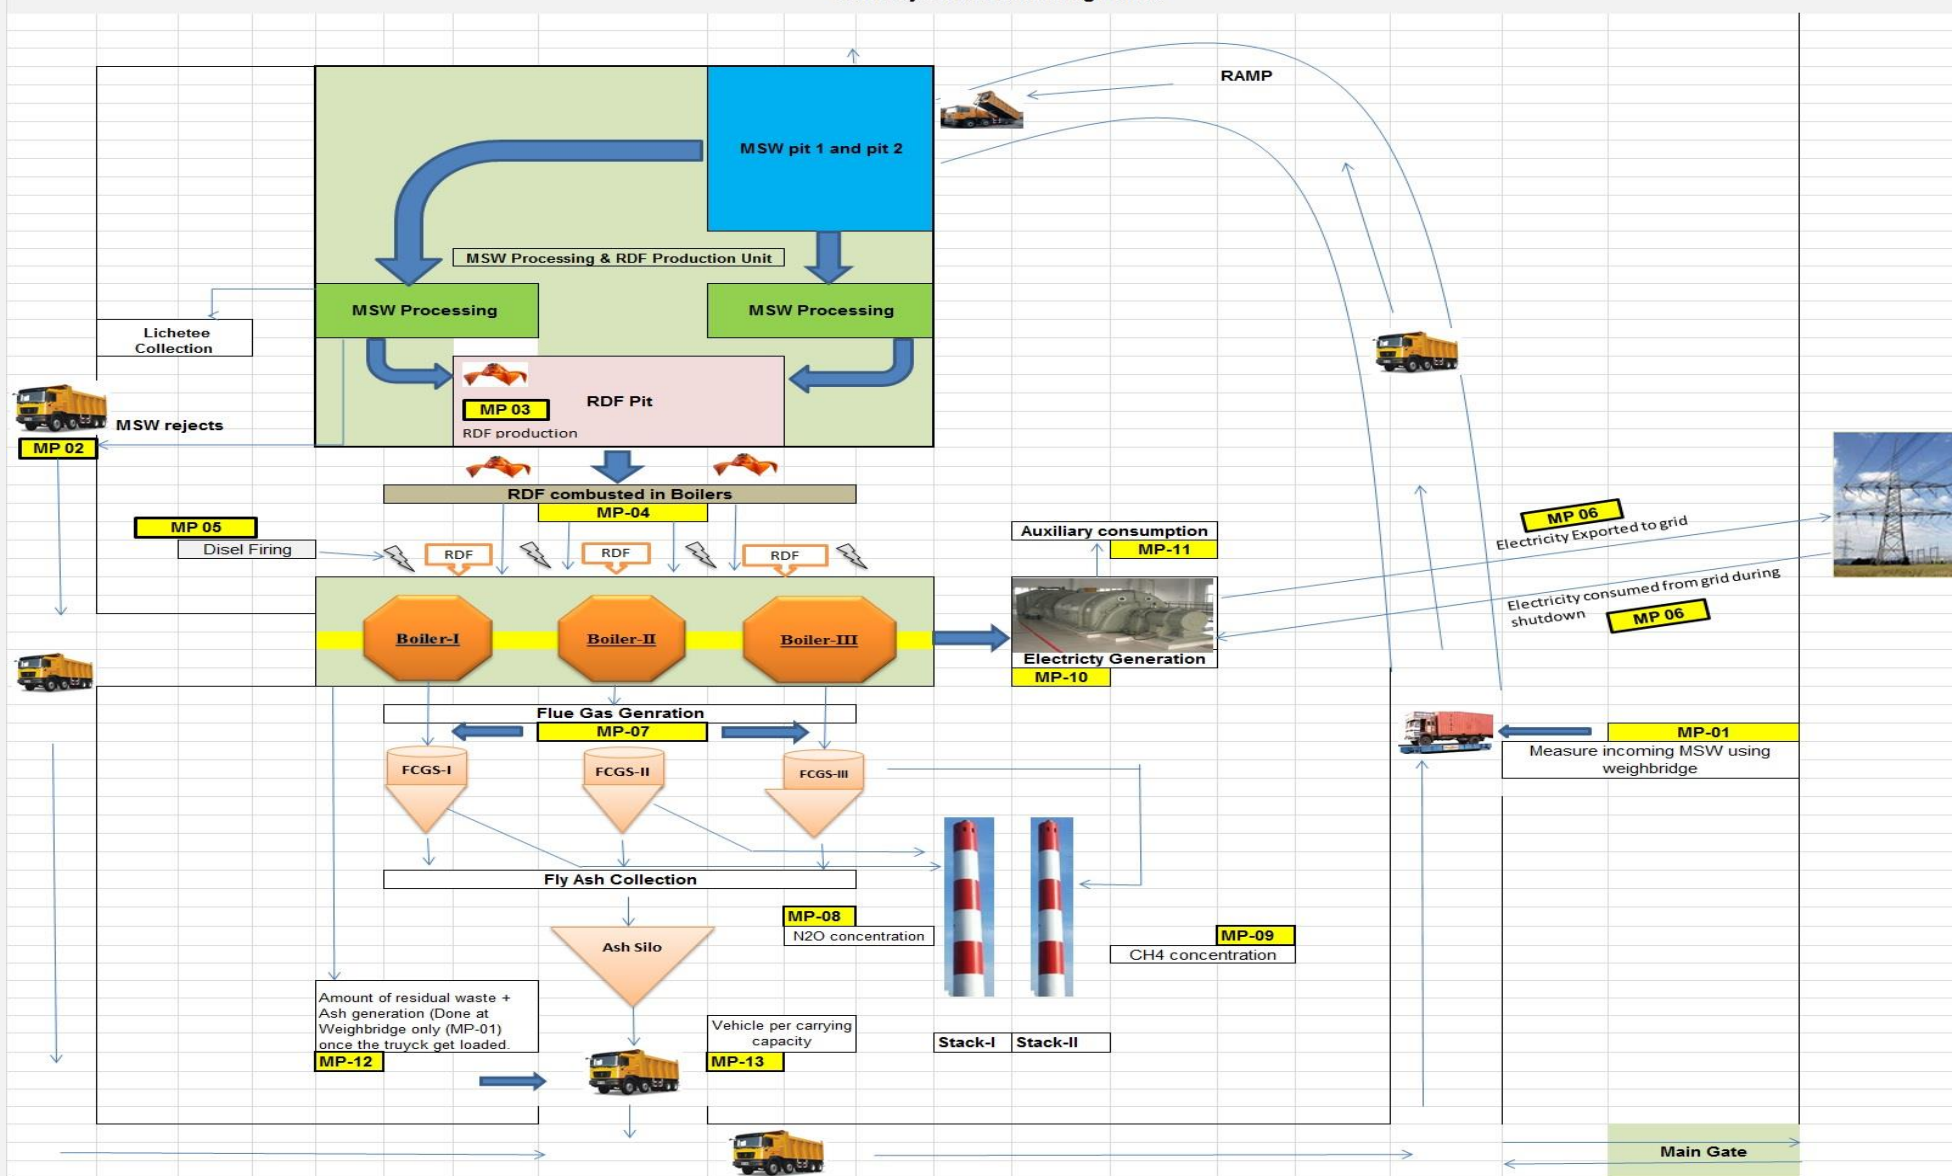 RAMP
MSW pit 1 and pit 2
MSW Processing & RDF Production Unit
MSW Processing
MSW Processing
Lichetee
Collection
RDF Pit
MP 03
RDF production
MSW rejects
MP 02
RDF combusted in Boilers
MP-04
MP 05
Disel Firing
RDF
RDF
RDF
Auxiliary consumption
MP-11
MP 06
Electricity Exported to grid
Electricity consumed from grid during
shutdown
MP 06
Boiler-I
Boiler-II
Boiler-III
Electricty Generation
MP-10
Flue Gas Genration
MP-07
MP-01
Measure incoming MSW using
weighbridge
FCGS-I
FCGS-II
FCGS-III
Fly Ash Collection
MP-08
N2O concentration
MP-09
CH4 concentration
Ash Silo
Amount of residual waste +
Ash generation (Done at
Weighbridge only (MP-01)
once the truyck get loaded.
MP-12
Vehicle per carrying
capacity
MP-13
Stack-I
Stack-II
Main Gate